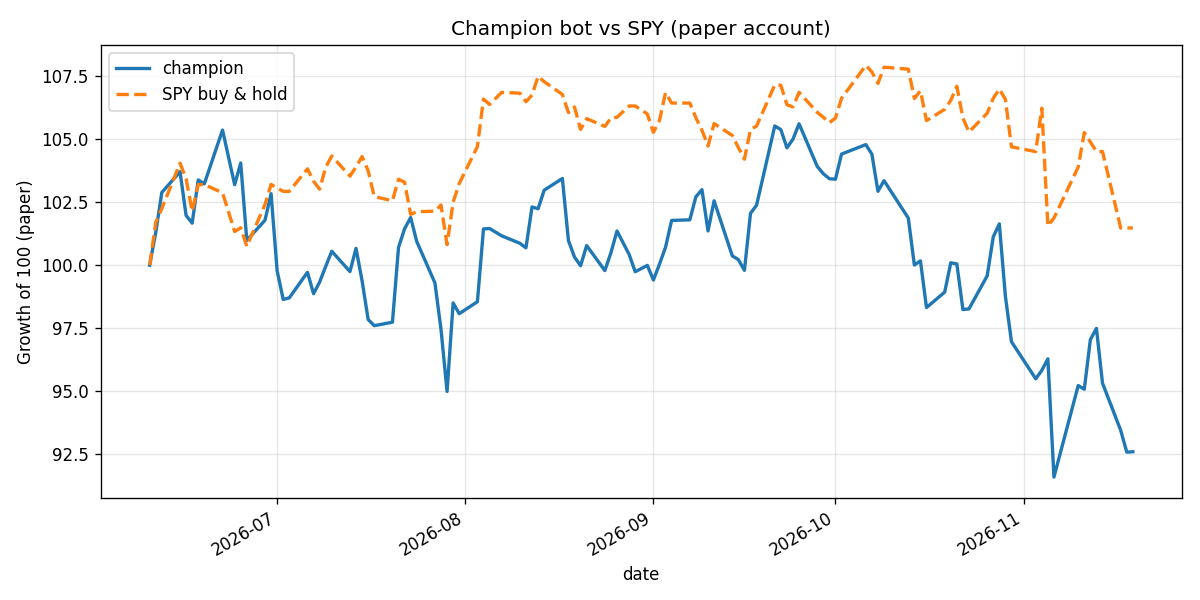 Champion bot vs SPY (paper account)
champion
SPY buy & hold
Growth of 100 (paper)
107.5
105.0
102.5
100.0
97.5
95.0
92.5
2026-07
2026-08
2026-09
2026-10
2026-11
date